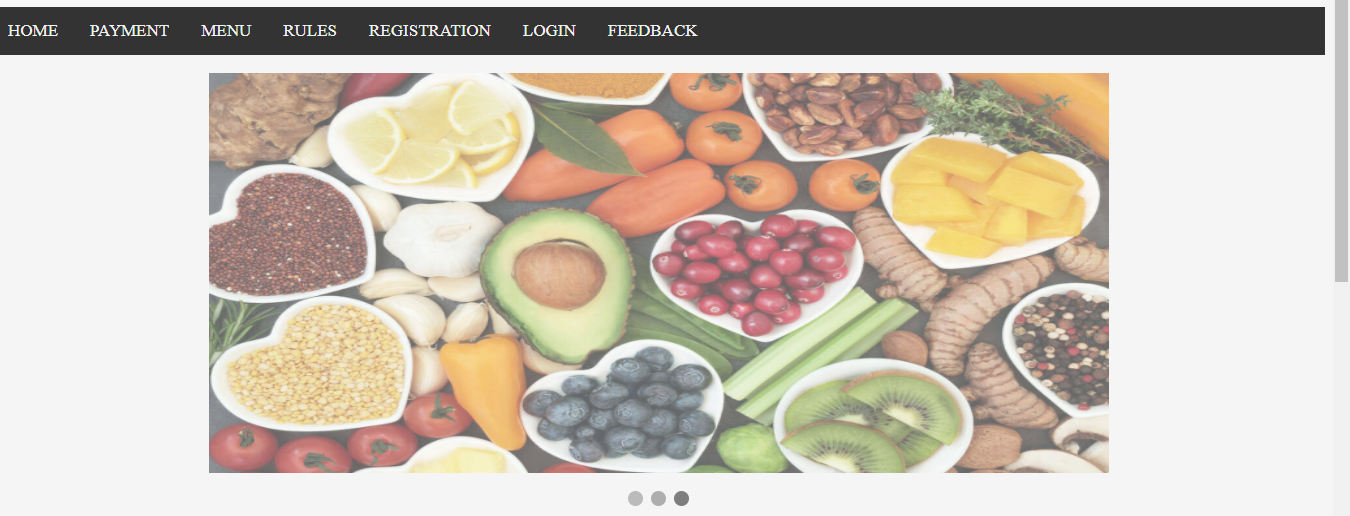 HOME PAYMENT MENU RULES REGISTRATION LOGIN FEEDBACK